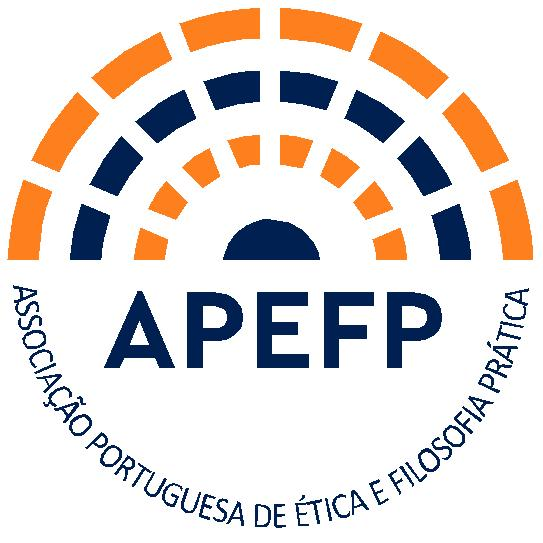 APEFP
ASSOCIAÇÃO PORTUGUESA DE ÉTICA E FILOSOFIA PRÁTICA